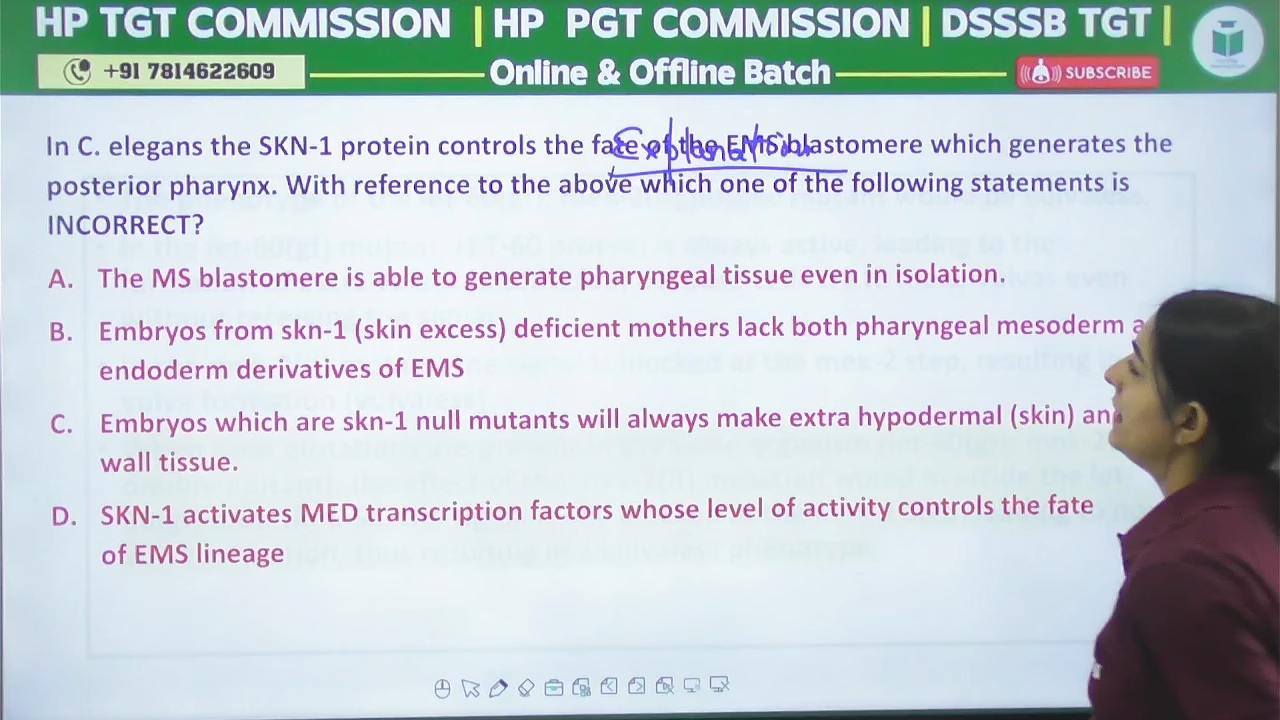 HP TGT COMMISSION | HP PGT COMMISSION | DSSSB TGT |
+91 7814622609 Online & Offline Batch SUBSCRIBE
Explanation
In C. elegans the SKN-1 protein controls the fate of the EMS blastomere which generates the
posterior pharynx. With reference to the above which one of the following statements is
INCORRECT?
A. The MS blastomere is able to generate pharyngeal tissue even in isolation.
B. Embryos from skn-1 (skin excess) deficient mothers lack both pharyngeal mesoderm
endoderm derivatives of EMS
C. Embryos which are skn-1 null mutants will always make extra hypodermal (skin)
wall tissue.
D. SKN-1 activates MED transcription factors whose level of activity controls the fate
of EMS lineage